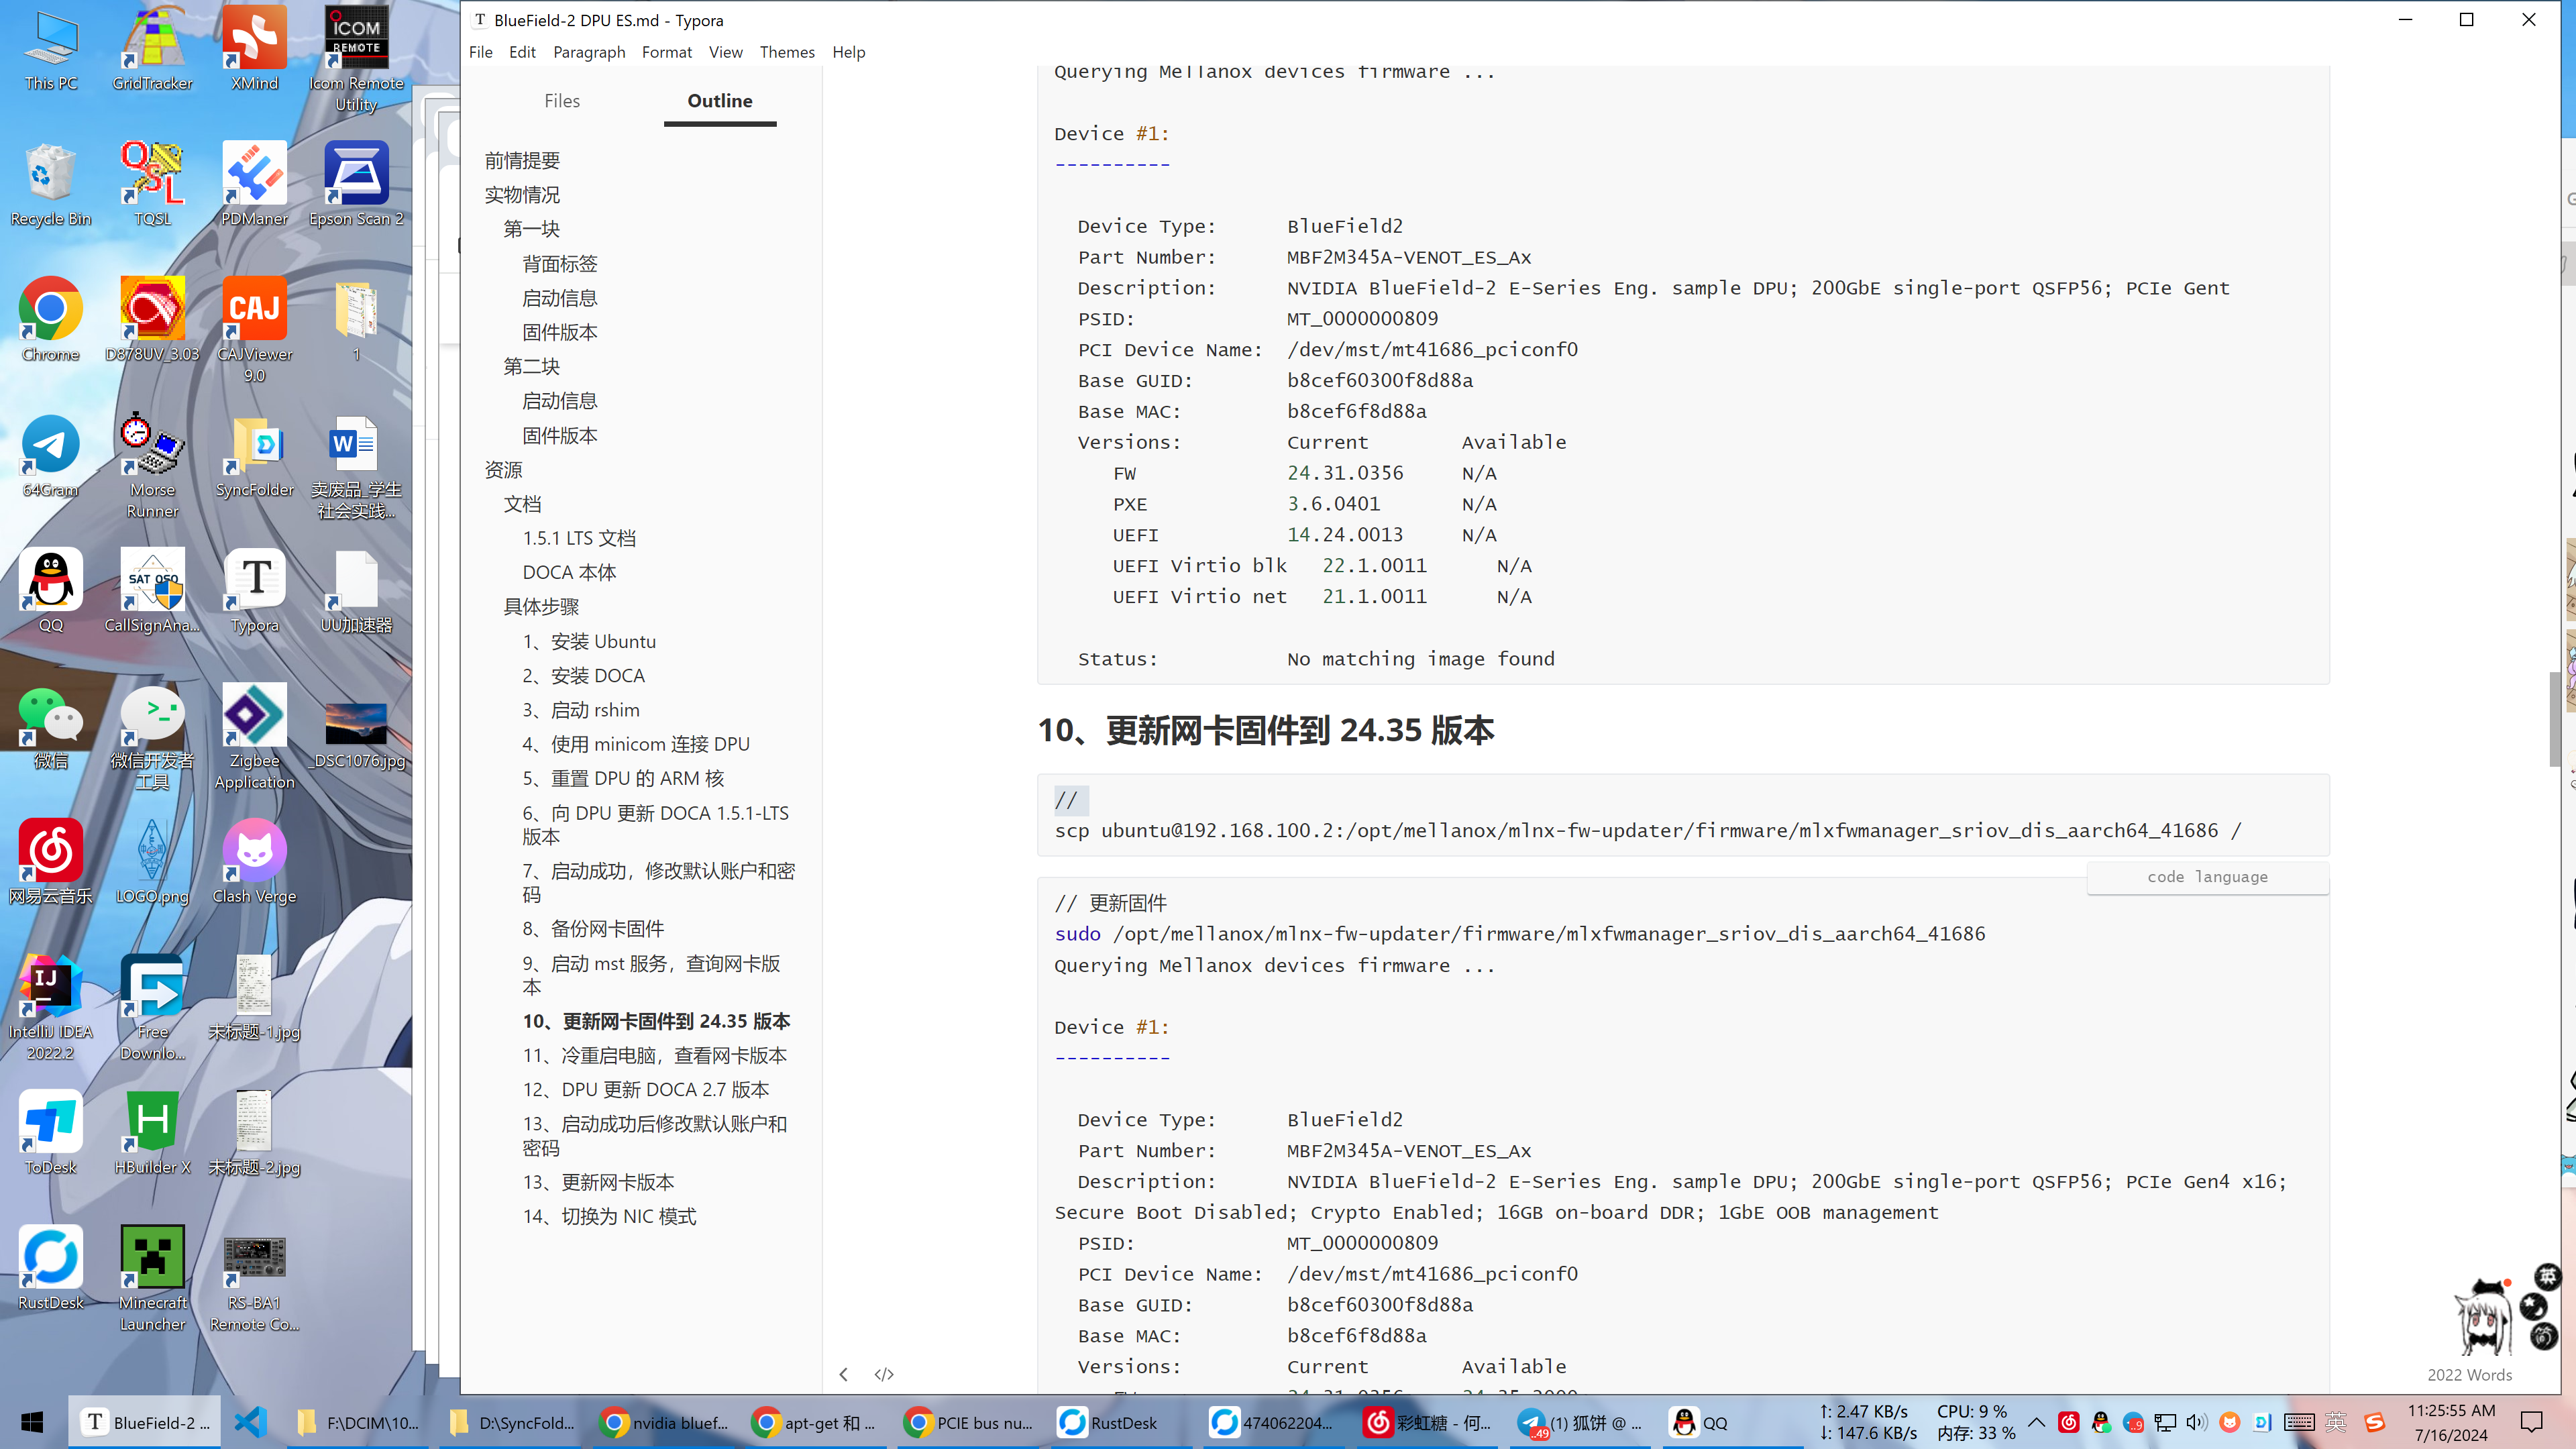 BlueField-2 DPU ES.md - Typora
File Edit Paragraph Format View Themes Help
This PC
GridTracker
XMind
Icom Remote Utility
ICOM
REMOTE
Recycle Bin
TQSL
PDManer
Epson Scan 2
Chrome
D878UV_3.03
CAJViewer 9.0
CAJ
1
64Gram
Morse Runner
SyncFolder
卖废品_学生社会实践...
QQ
CallSignAna...
SAT QSO
Typora
UU加速器
微信
微信开发者工具
Zigbee Application
_DSC1076.jpg
网易云音乐
LOGO.png
Clash Verge
IntelliJ IDEA 2022.2
Free Downlo...
未标题-1.jpg
ToDesk
HBuilder X
未标题-2.jpg
RustDesk
Minecraft Launcher
RS-BA1 Remote Co...
Files
Outline
前情提要
实物情况
第一块
背面标签
启动信息
固件版本
第二块
启动信息
固件版本
资源
文档
1.5.1 LTS 文档
DOCA 本体
具体步骤
1、安装 Ubuntu
2、安装 DOCA
3、启动 rshim
4、使用 minicom 连接 DPU
5、重置 DPU 的 ARM 核
6、向 DPU 更新 DOCA 1.5.1-LTS
版本
7、启动成功，修改默认账户和密
码
8、备份网卡固件
9、启动 mst 服务，查询网卡版
本
10、更新网卡固件到 24.35 版本
11、冷重启电脑，查看网卡版本
12、DPU 更新 DOCA 2.7 版本
13、启动成功后修改默认账户和
密码
13、更新网卡版本
14、切换为 NIC 模式
Querying Mellanox devices firmware ...
Device #1:
----------
Device Type: BlueField2
Part Number: MBF2M345A-VENOT_ES_Ax
Description: NVIDIA BlueField-2 E-Series Eng. sample DPU; 200GbE single-port QSFP56; PCIe Gent
PSID: MT_0000000809
PCI Device Name: /dev/mst/mt41686_pciconf0
Base GUID: b8cef60300f8d88a
Base MAC: b8cef6f8d88a
Versions: Current Available
FW 24.31.0356 N/A
PXE 3.6.0401 N/A
UEFI 14.24.0013 N/A
UEFI Virtio blk 22.1.0011 N/A
UEFI Virtio net 21.1.0011 N/A
Status: No matching image found
10、更新网卡固件到 24.35 版本
//
scp ubuntu@192.168.100.2:/opt/mellanox/mlnx-fw-updater/firmware/mlxfwmanager_sriov_dis_aarch64_41686 /
code language
// 更新固件
sudo /opt/mellanox/mlnx-fw-updater/firmware/mlxfwmanager_sriov_dis_aarch64_41686
Querying Mellanox devices firmware ...
Device #1:
----------
Device Type: BlueField2
Part Number: MBF2M345A-VENOT_ES_Ax
Description: NVIDIA BlueField-2 E-Series Eng. sample DPU; 200GbE single-port QSFP56; PCIe Gen4 x16;
Secure Boot Disabled; Crypto Enabled; 16GB on-board DDR; 1GbE OOB management
PSID: MT_0000000809
PCI Device Name: /dev/mst/mt41686_pciconf0
Base GUID: b8cef60300f8d88a
Base MAC: b8cef6f8d88a
Versions: Current Available
2022 Words
英
简
BlueField-2 ...
F:\DCIM\10...
D:\SyncFold...
nvidia bluef...
apt-get 和 ...
PCIE bus nu...
RustDesk
474062204...
彩虹糖 - 何...
(1) 狐饼 @ ...
QQ
↑: 2.47 KB/s
↓: 147.6 KB/s
CPU: 9 %
内存: 33 %
英
11:25:55 AM
7/16/2024